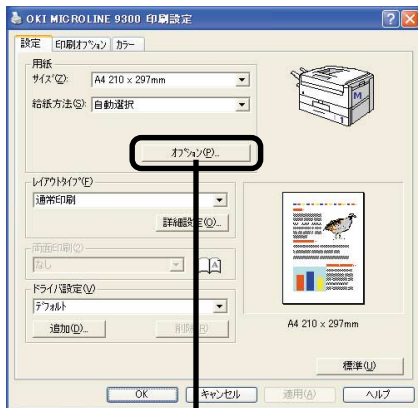 OKI MICROLINE 9300 印刷設定
設定 印刷ｵﾌﾟｼｮﾝ カラー
用紙
ｻｲｽﾞ(Z): A4 210 x 297mm
給紙方法(S): 自動選択
ｵﾌﾟｼｮﾝ(P)...
ﾚｲｱｳﾄﾀｲﾌﾟ(E)
通常印刷
詳細設定(O)...
両面印刷(2)
なし
A
ドライバ設定(V)
ﾃﾞﾌｫﾙﾄ
追加(D)... 削除(R)
M
A4 210 x 297mm
標準(U)
OK キャンセル 適用(A) ヘルプ